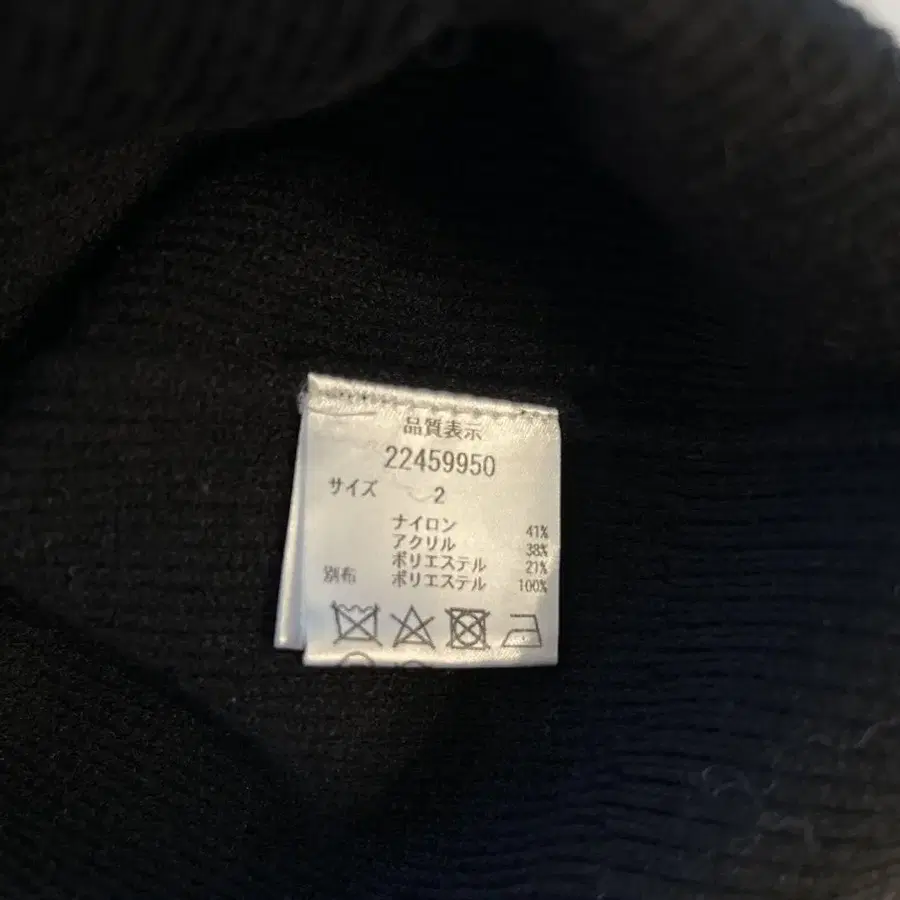 品質表示
22459950
サイズ 2
ナイロン 41%
アクリル 38%
ポリエステル 21%
別布 ポリエステル 100%